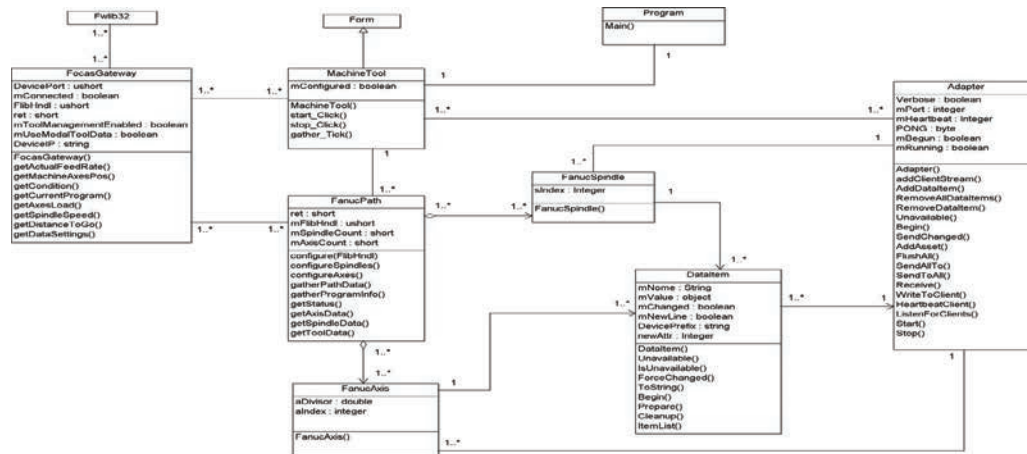 Fwlib32
1..*
1..*
FocasGateway
DevicePort : ushort
mConnected : boolean
FlibHndl : ushort
ret : short
mToolManagementEnabled : boolean
mUseModalToolData : boolean
DeviceIP : string
FocasGateway()
getActualFeedRate()
getMachineAxesPos()
getCondition()
getCurrentProgram()
getAxesLoad()
getSpindleSpeed()
getDistanceToGo()
getDataSettings()
1..*
1..*
1..*
1..*
Form
MachineTool
mConfigured : boolean
MachineTool()
start_Click()
stop_Click()
gather_Tick()
1
1..*
1
1..*
Program
Main()
1
FanucPath
ret : short
mFlibHndl : ushort
mSpindleCount : short
mAxisCount : short
configure(FlibHndl)
configureSpindles()
configureAxes()
gatherPathData()
gatherProgramInfo()
getStatus()
getAxisData()
getSpindleData()
getToolData()
1..*
1..*
1..*
1..*
FanucSpindle
sIndex : Integer
FanucSpindle()
1..*
1
1..*
FanucAxis
aDivisor : double
aIndex : integer
FanucAxis()
1
1..*
1..*
DataItem
mNome : String
mValue : object
mChanged : boolean
mNewLine : boolean
DevicePrefix : string
newAttr : Integer
DataItem()
Unavailable()
IsUnavailable()
ForceChanged()
ToString()
Begin()
Prepare()
Cleanup()
ItemList()
1..*
1
Adapter
Verbose : boolean
mPort : integer
mHeartbeat : Integer
PONG : byte
mBegun : boolean
mRunning : boolean
Adapter()
addClientStream()
AddDataItem()
RemoveAllDataItems()
RemoveDataItem()
Unavailable()
Begin()
SendChanged()
AddAsset()
FlushAll()
SendAllTo()
SendToAll()
Receive()
WriteToClient()
HeartbeatClient()
ListenForClients()
Start()
Stop()
1..*
1
1